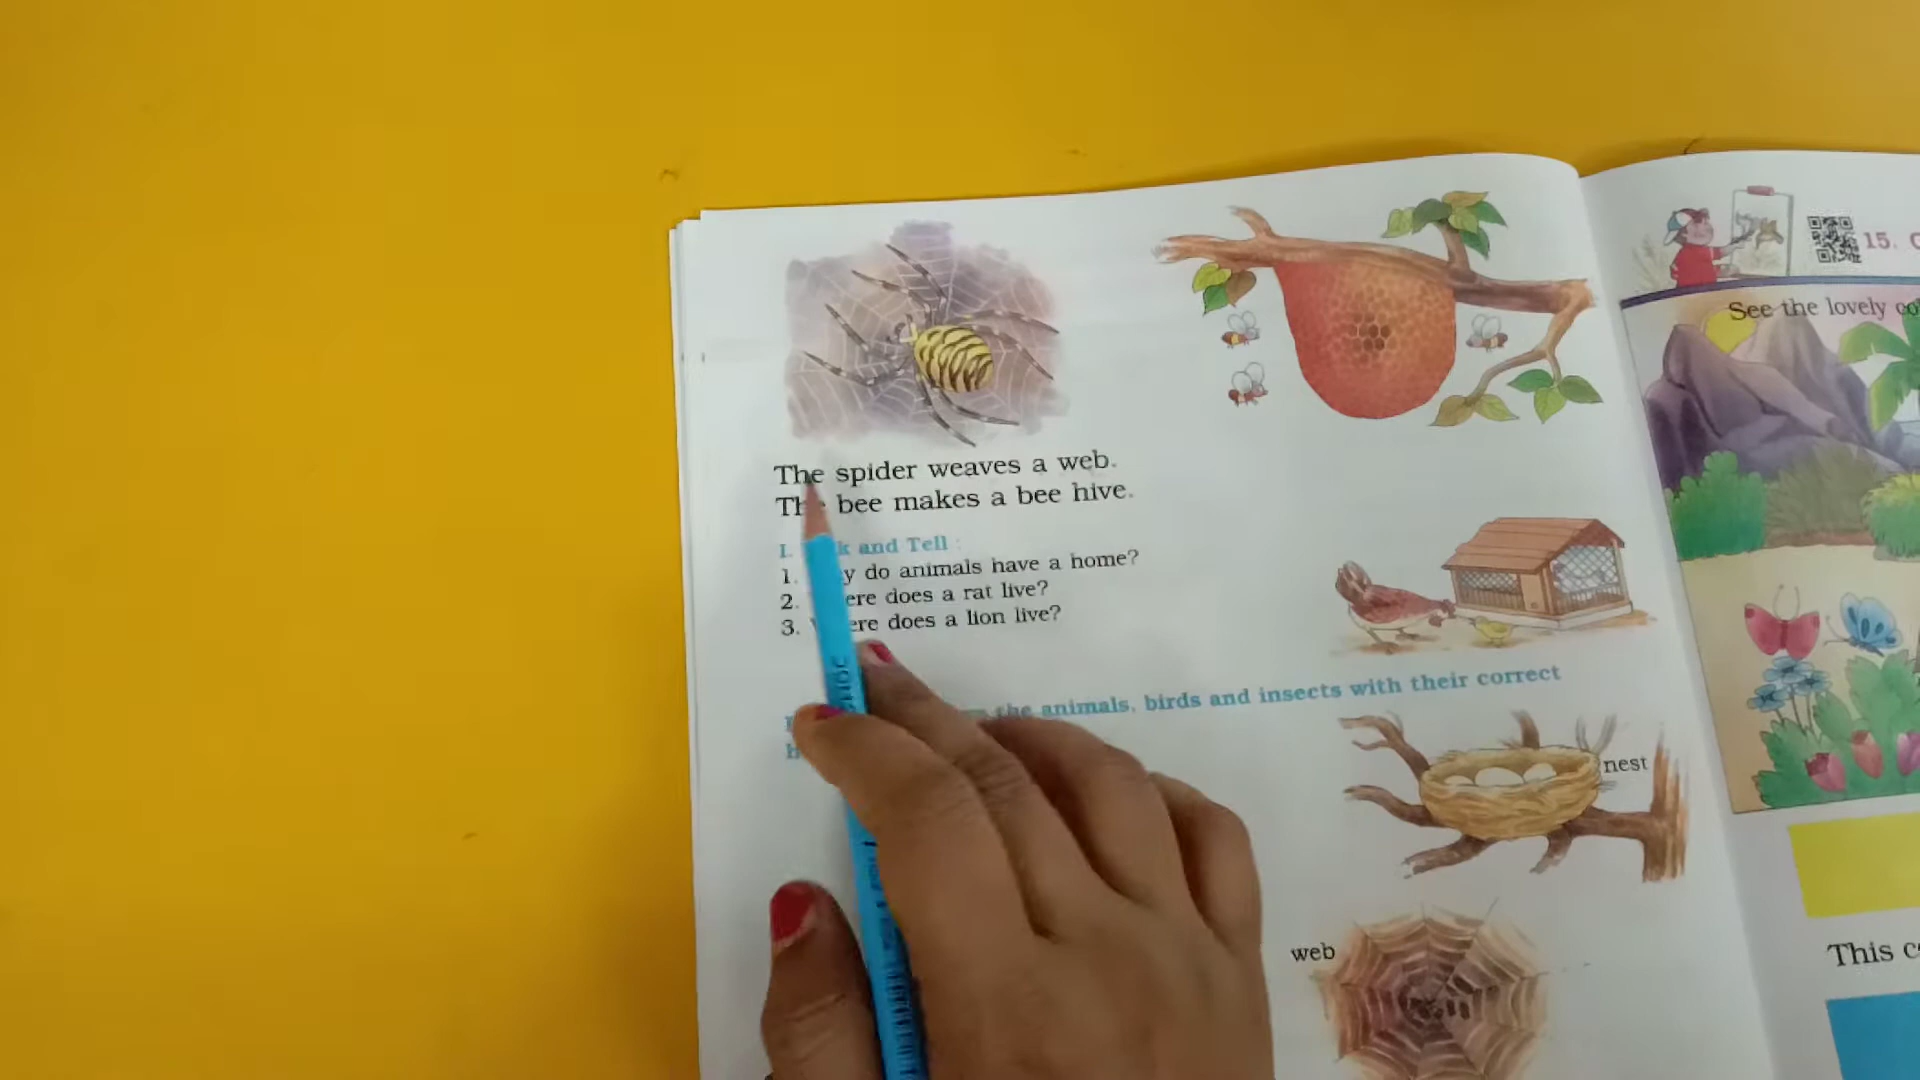 The spider weaves a web.
The bee makes a bee hive.
I. and Tell :
1. do animals have a home?
2. does a rat live?
3. does a lion live?
the animals, birds and insects with their correct
nest
web
15.
See the lovely
This